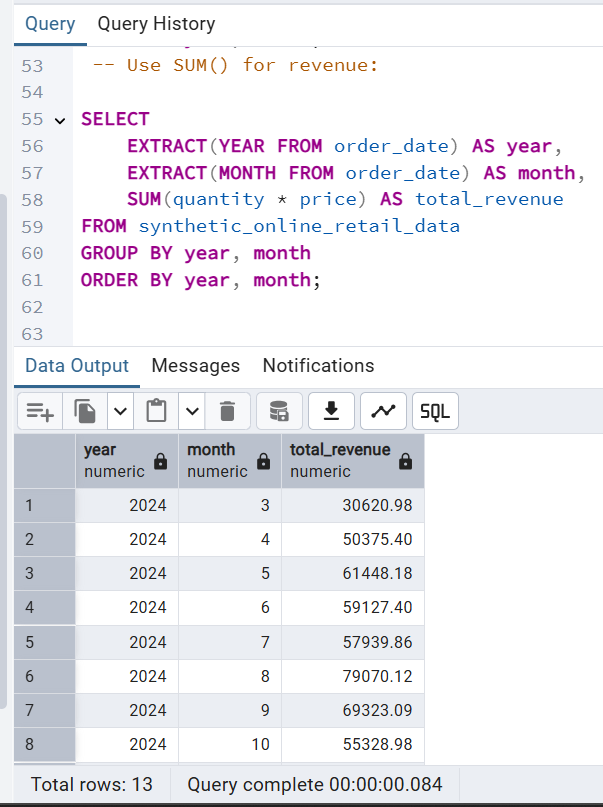 Query Query History
53 -- Use SUM() for revenue:
54
55 SELECT
56 EXTRACT(YEAR FROM order_date) AS year,
57 EXTRACT(MONTH FROM order_date) AS month,
58 SUM(quantity * price) AS total_revenue
59 FROM synthetic_online_retail_data
60 GROUP BY year, month
61 ORDER BY year, month;
62
63
Data Output Messages Notifications
SQL
year month total_revenue
numeric numeric numeric
1 2024 3 30620.98
2 2024 4 50375.40
3 2024 5 61448.18
4 2024 6 59127.40
5 2024 7 57939.86
6 2024 8 79070.12
7 2024 9 69323.09
8 2024 10 55328.98
Total rows: 13 Query complete 00:00:00.084